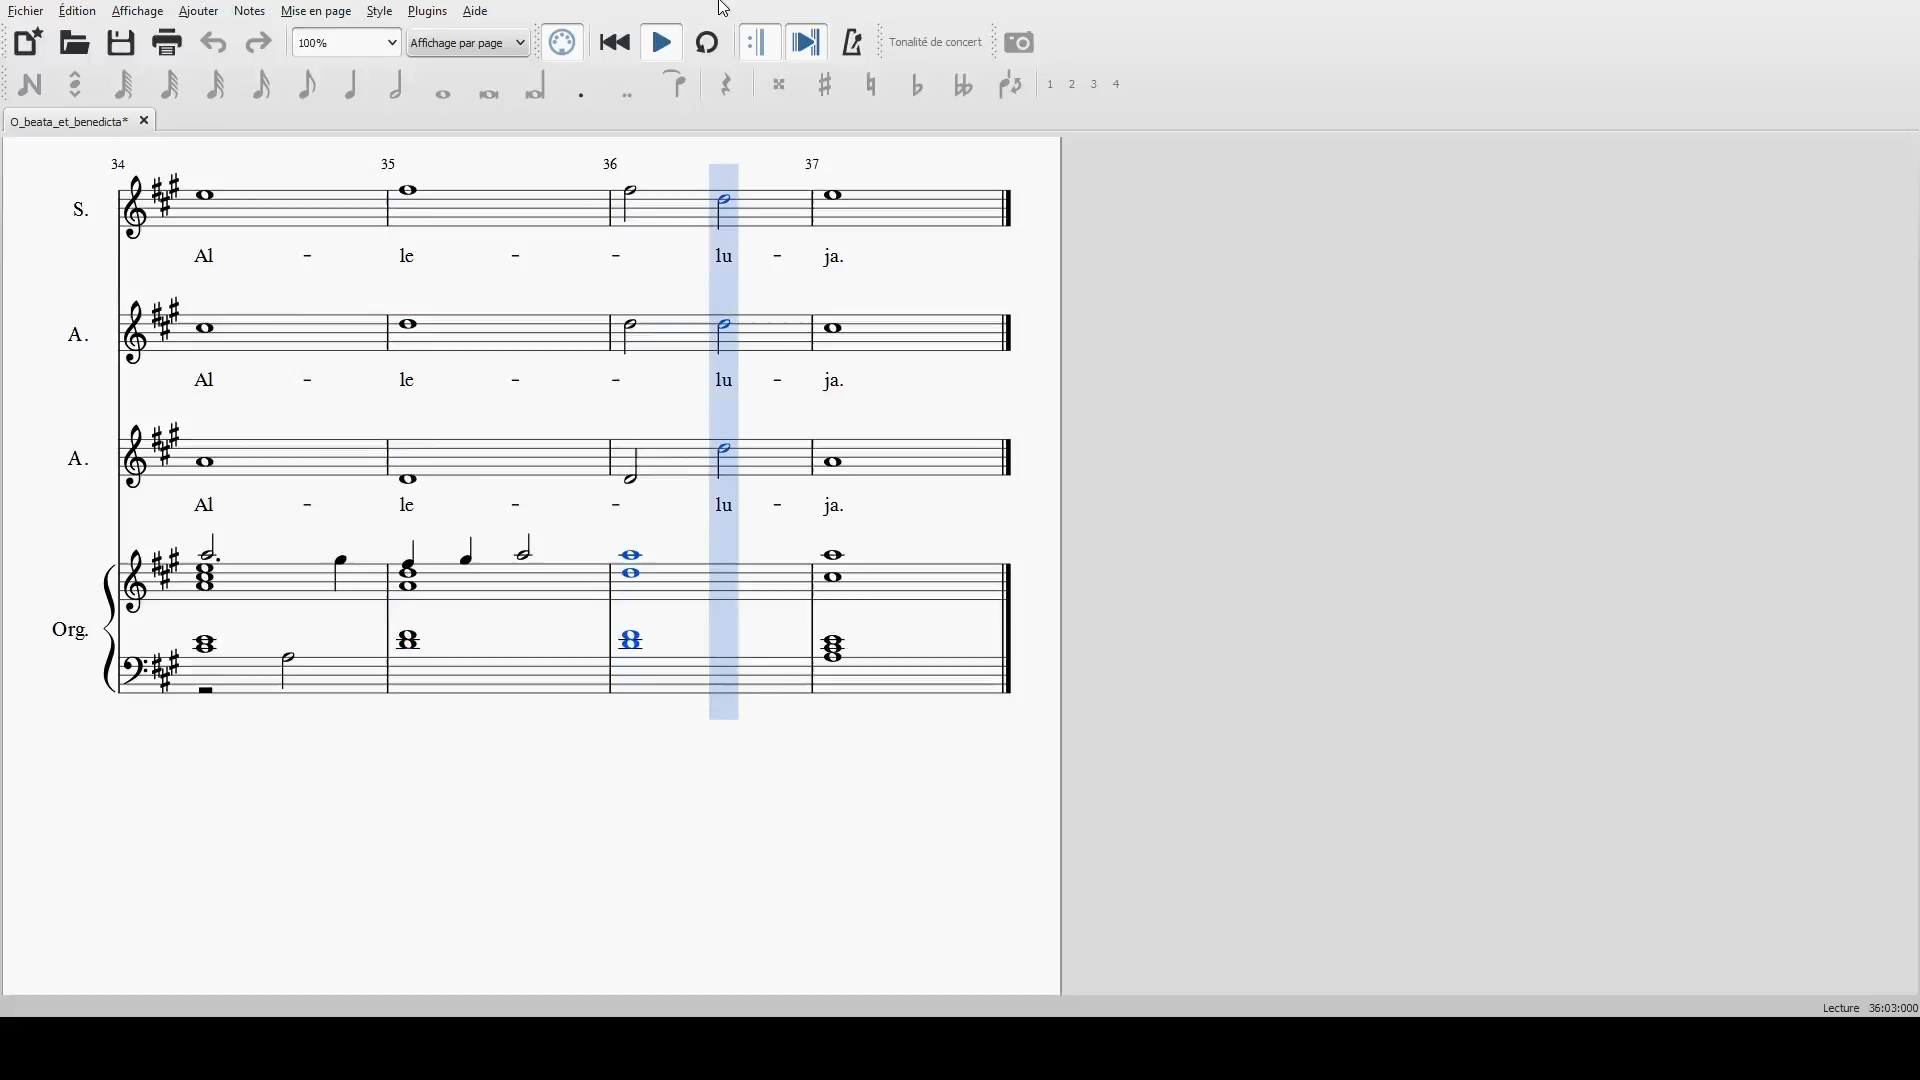 Fichier Édition Affichage Ajouter Notes Mise en page Style Plugins Aide
100% Affichage par page Tonalité de concert
1 2 3 4
O_beata_et_benedicta*
34 35 36 37
S.
Al - le - - lu - ja.
A.
Al - le - - lu - ja.
A.
Al - le - - lu - ja.
Org.
Lecture 36:03:000